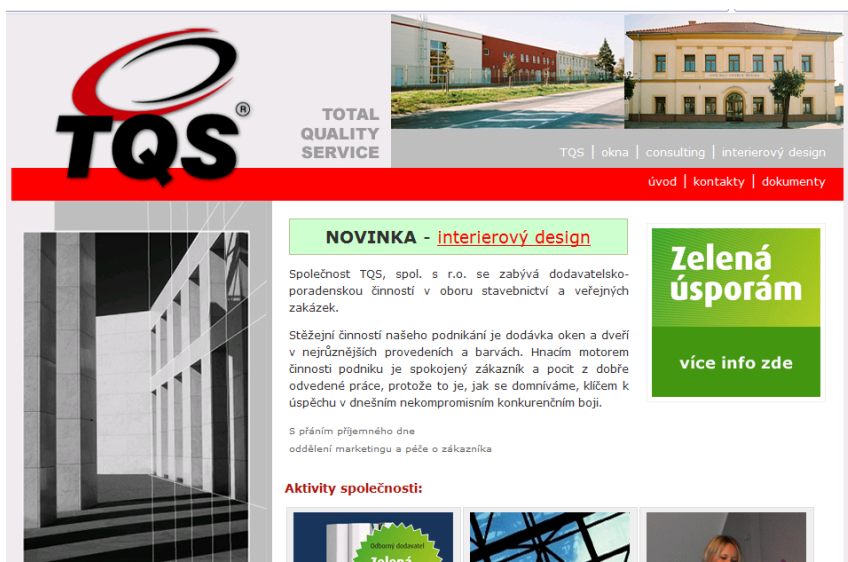 TQS®
TOTAL
QUALITY
SERVICE
TQS | okna | consulting | interierový design
úvod | kontakty | dokumenty
NOVINKA - interierový design
Společnost TQS, spol. s r.o. se zabývá dodavatelsko-
poradenskou činností v oboru stavebnictví a veřejných
zakázek.
Stěžejní činností našeho podnikání je dodávka oken a dveří
v nejrůznějších provedeních a barvách. Hnacím motorem
činnosti podniku je spokojený zákazník a pocit z dobře
odvedené práce, protože to je, jak se domníváme, klíčem k
úspěchu v dnešním nekompromisním konkurenčním boji.
S přáním příjemného dne
oddělení marketingu a péče o zákazníka
Zelená
úsporám
více info zde
Aktivity společnosti:
Odborný dodavatel
Zelená